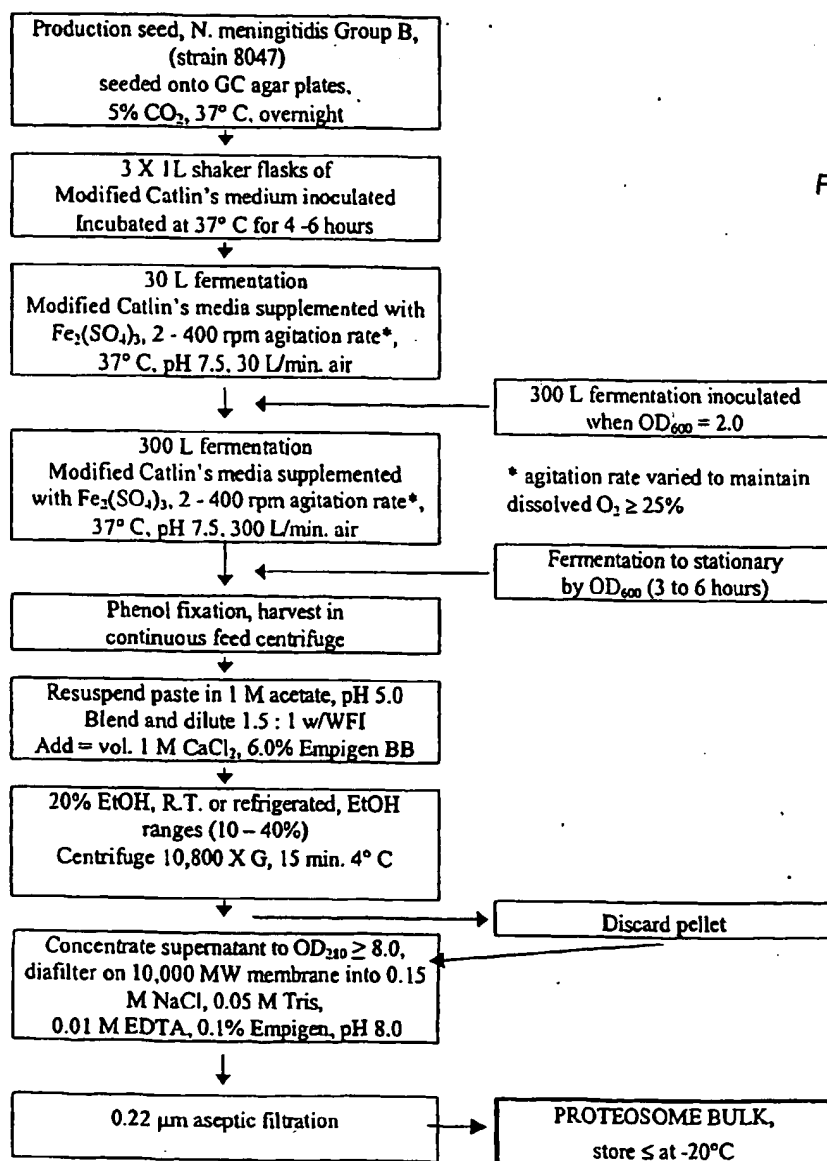 Production seed, N. meningitidis Group B,
(strain 8047)
seeded onto GC agar plates,
5% CO₂, 37° C, overnight
3 X 1L shaker flasks of
Modified Catlin's medium inoculated
Incubated at 37° C for 4 -6 hours
30 L fermentation
Modified Catlin's media supplemented with
Fe₂(SO₄)₃, 2 - 400 rpm agitation rate*,
37° C, pH 7.5, 30 L/min. air
300 L fermentation inoculated
when OD₆₀₀ = 2.0
300 L fermentation
Modified Catlin's media supplemented
with Fe₂(SO₄)₃, 2 - 400 rpm agitation rate*,
37° C, pH 7.5, 300 L/min. air
* agitation rate varied to maintain
dissolved O₂ ≥ 25%
Fermentation to stationary
by OD₆₀₀ (3 to 6 hours)
Phenol fixation, harvest in
continuous feed centrifuge
Resuspend paste in 1 M acetate, pH 5.0
Blend and dilute 1.5 : 1 w/WFI
Add = vol. 1 M CaCl₂, 6.0% Empigen BB
20% EtOH, R.T. or refrigerated, EtOH
ranges (10 – 40%)
Centrifuge 10,800 X G, 15 min. 4° C
Discard pellet
Concentrate supernatant to OD₂₈₀ ≥ 8.0,
diafilter on 10,000 MW membrane into 0.15
M NaCl, 0.05 M Tris,
0.01 M EDTA, 0.1% Empigen, pH 8.0
0.22 µm aseptic filtration
PROTEOSOME BULK,
store ≤ at -20°C